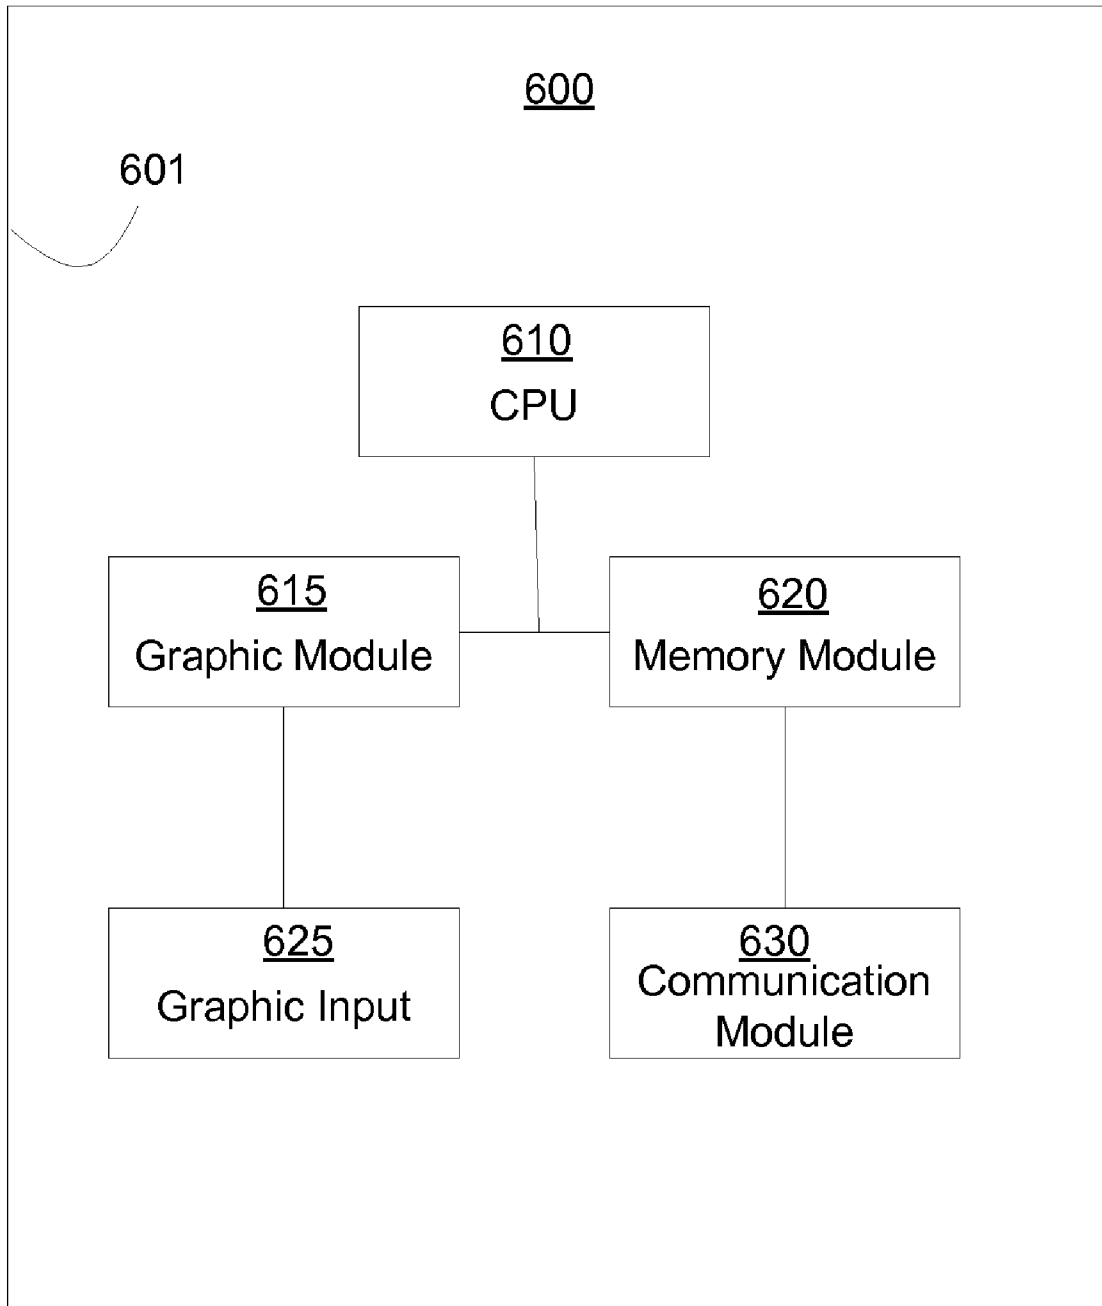 600
601
610
CPU
615
Graphic Module
620
Memory Module
625
Graphic Input
630
Communication
Module